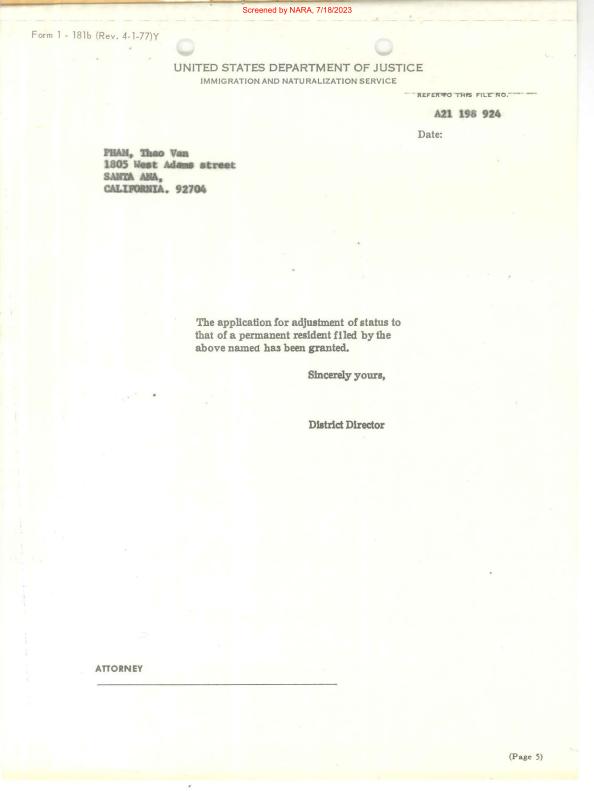 Screened by NARA, 7/18/2023
Form 1 - 181b (Rev. 4-1-77)Y
UNITED STATES DEPARTMENT OF JUSTICE
IMMIGRATION AND NATURALIZATION SERVICE
REFER TO THIS FILE NO.
A21 198 924
Date:
PHAN, Thao Van
1805 West Adams street
SANTA ANA,
CALIFORNIA. 92704
The application for adjustment of status to
that of a permanent resident filed by the
above named has been granted.
Sincerely yours,
District Director
ATTORNEY
(Page 5)